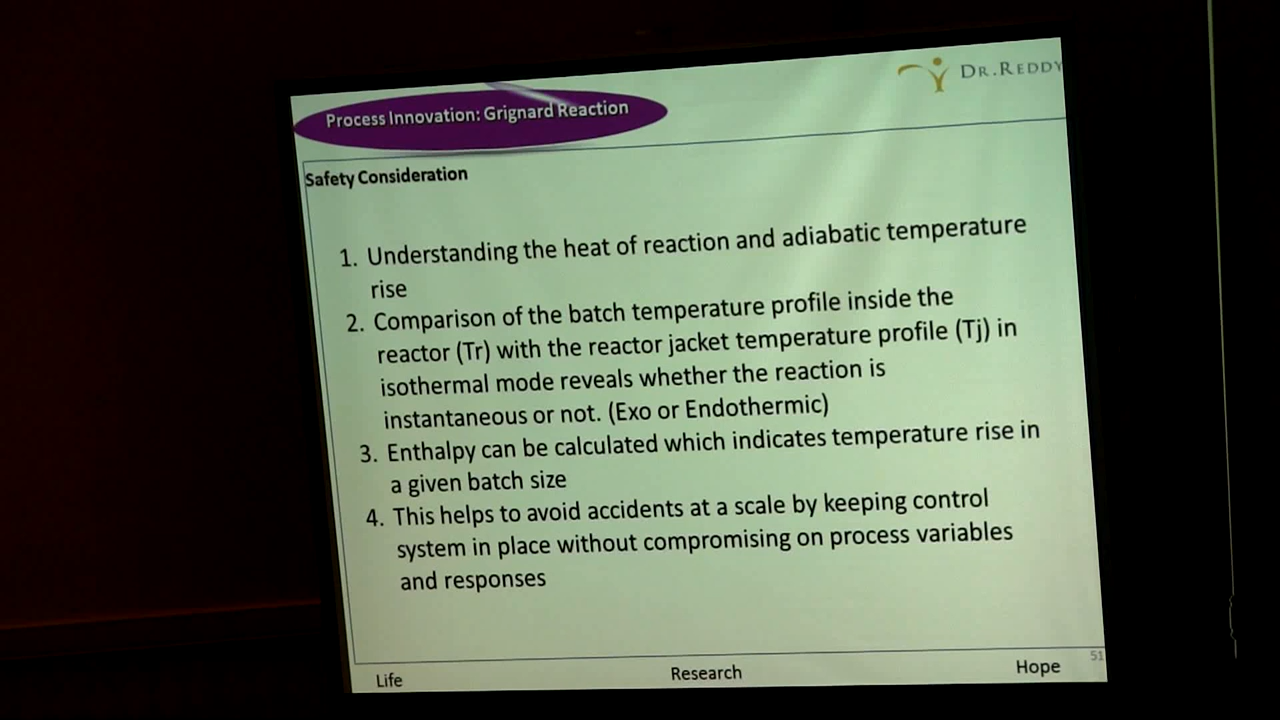 Process Innovation: Grignard Reaction
DR.REDDY
Safety Consideration
1. Understanding the heat of reaction and adiabatic temperature
rise
2. Comparison of the batch temperature profile inside the
reactor (Tr) with the reactor jacket temperature profile (Tj) in
isothermal mode reveals whether the reaction is
instantaneous or not. (Exo or Endothermic)
3. Enthalpy can be calculated which indicates temperature rise in
a given batch size
4. This helps to avoid accidents at a scale by keeping control
system in place without compromising on process variables
and responses
51
Life Research Hope